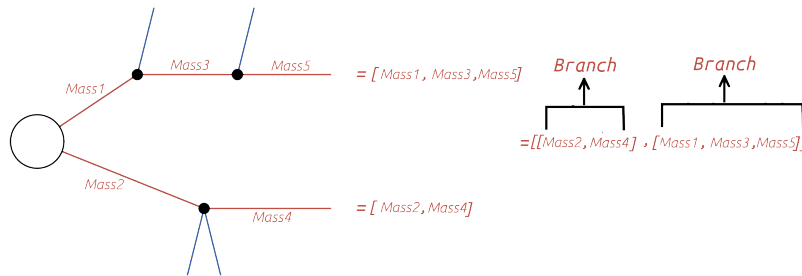 Mass1
Mass3
Mass5
= [ Mass1, Mass3,Mass5]
Mass2
Mass4
= [ Mass2,Mass4]
Branch
Branch
=[[Mass2, Mass4] , [Mass1, Mass3,Mass5]]